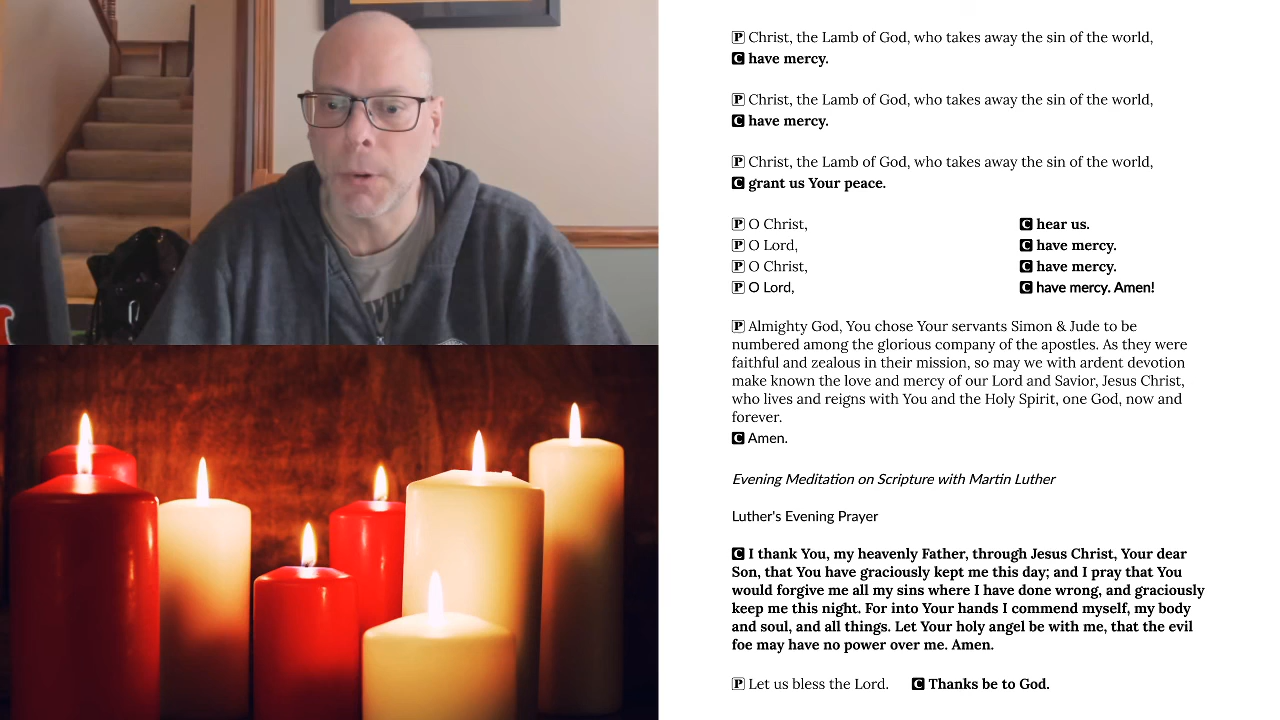 P Christ, the Lamb of God, who takes away the sin of the world,
C have mercy.
P Christ, the Lamb of God, who takes away the sin of the world,
C have mercy.
P Christ, the Lamb of God, who takes away the sin of the world,
C grant us Your peace.
P O Christ, C hear us.
P O Lord, C have mercy.
P O Christ, C have mercy.
P O Lord, C have mercy. Amen!
P Almighty God, You chose Your servants Simon & Jude to be
numbered among the glorious company of the apostles. As they were
faithful and zealous in their mission, so may we with ardent devotion
make known the love and mercy of our Lord and Savior, Jesus Christ,
who lives and reigns with You and the Holy Spirit, one God, now and
forever.
C Amen.
Evening Meditation on Scripture with Martin Luther
Luther's Evening Prayer
C I thank You, my heavenly Father, through Jesus Christ, Your dear
Son, that You have graciously kept me this day; and I pray that You
would forgive me all my sins where I have done wrong, and graciously
keep me this night. For into Your hands I commend myself, my body
and soul, and all things. Let Your holy angel be with me, that the evil
foe may have no power over me. Amen.
P Let us bless the Lord. C Thanks be to God.